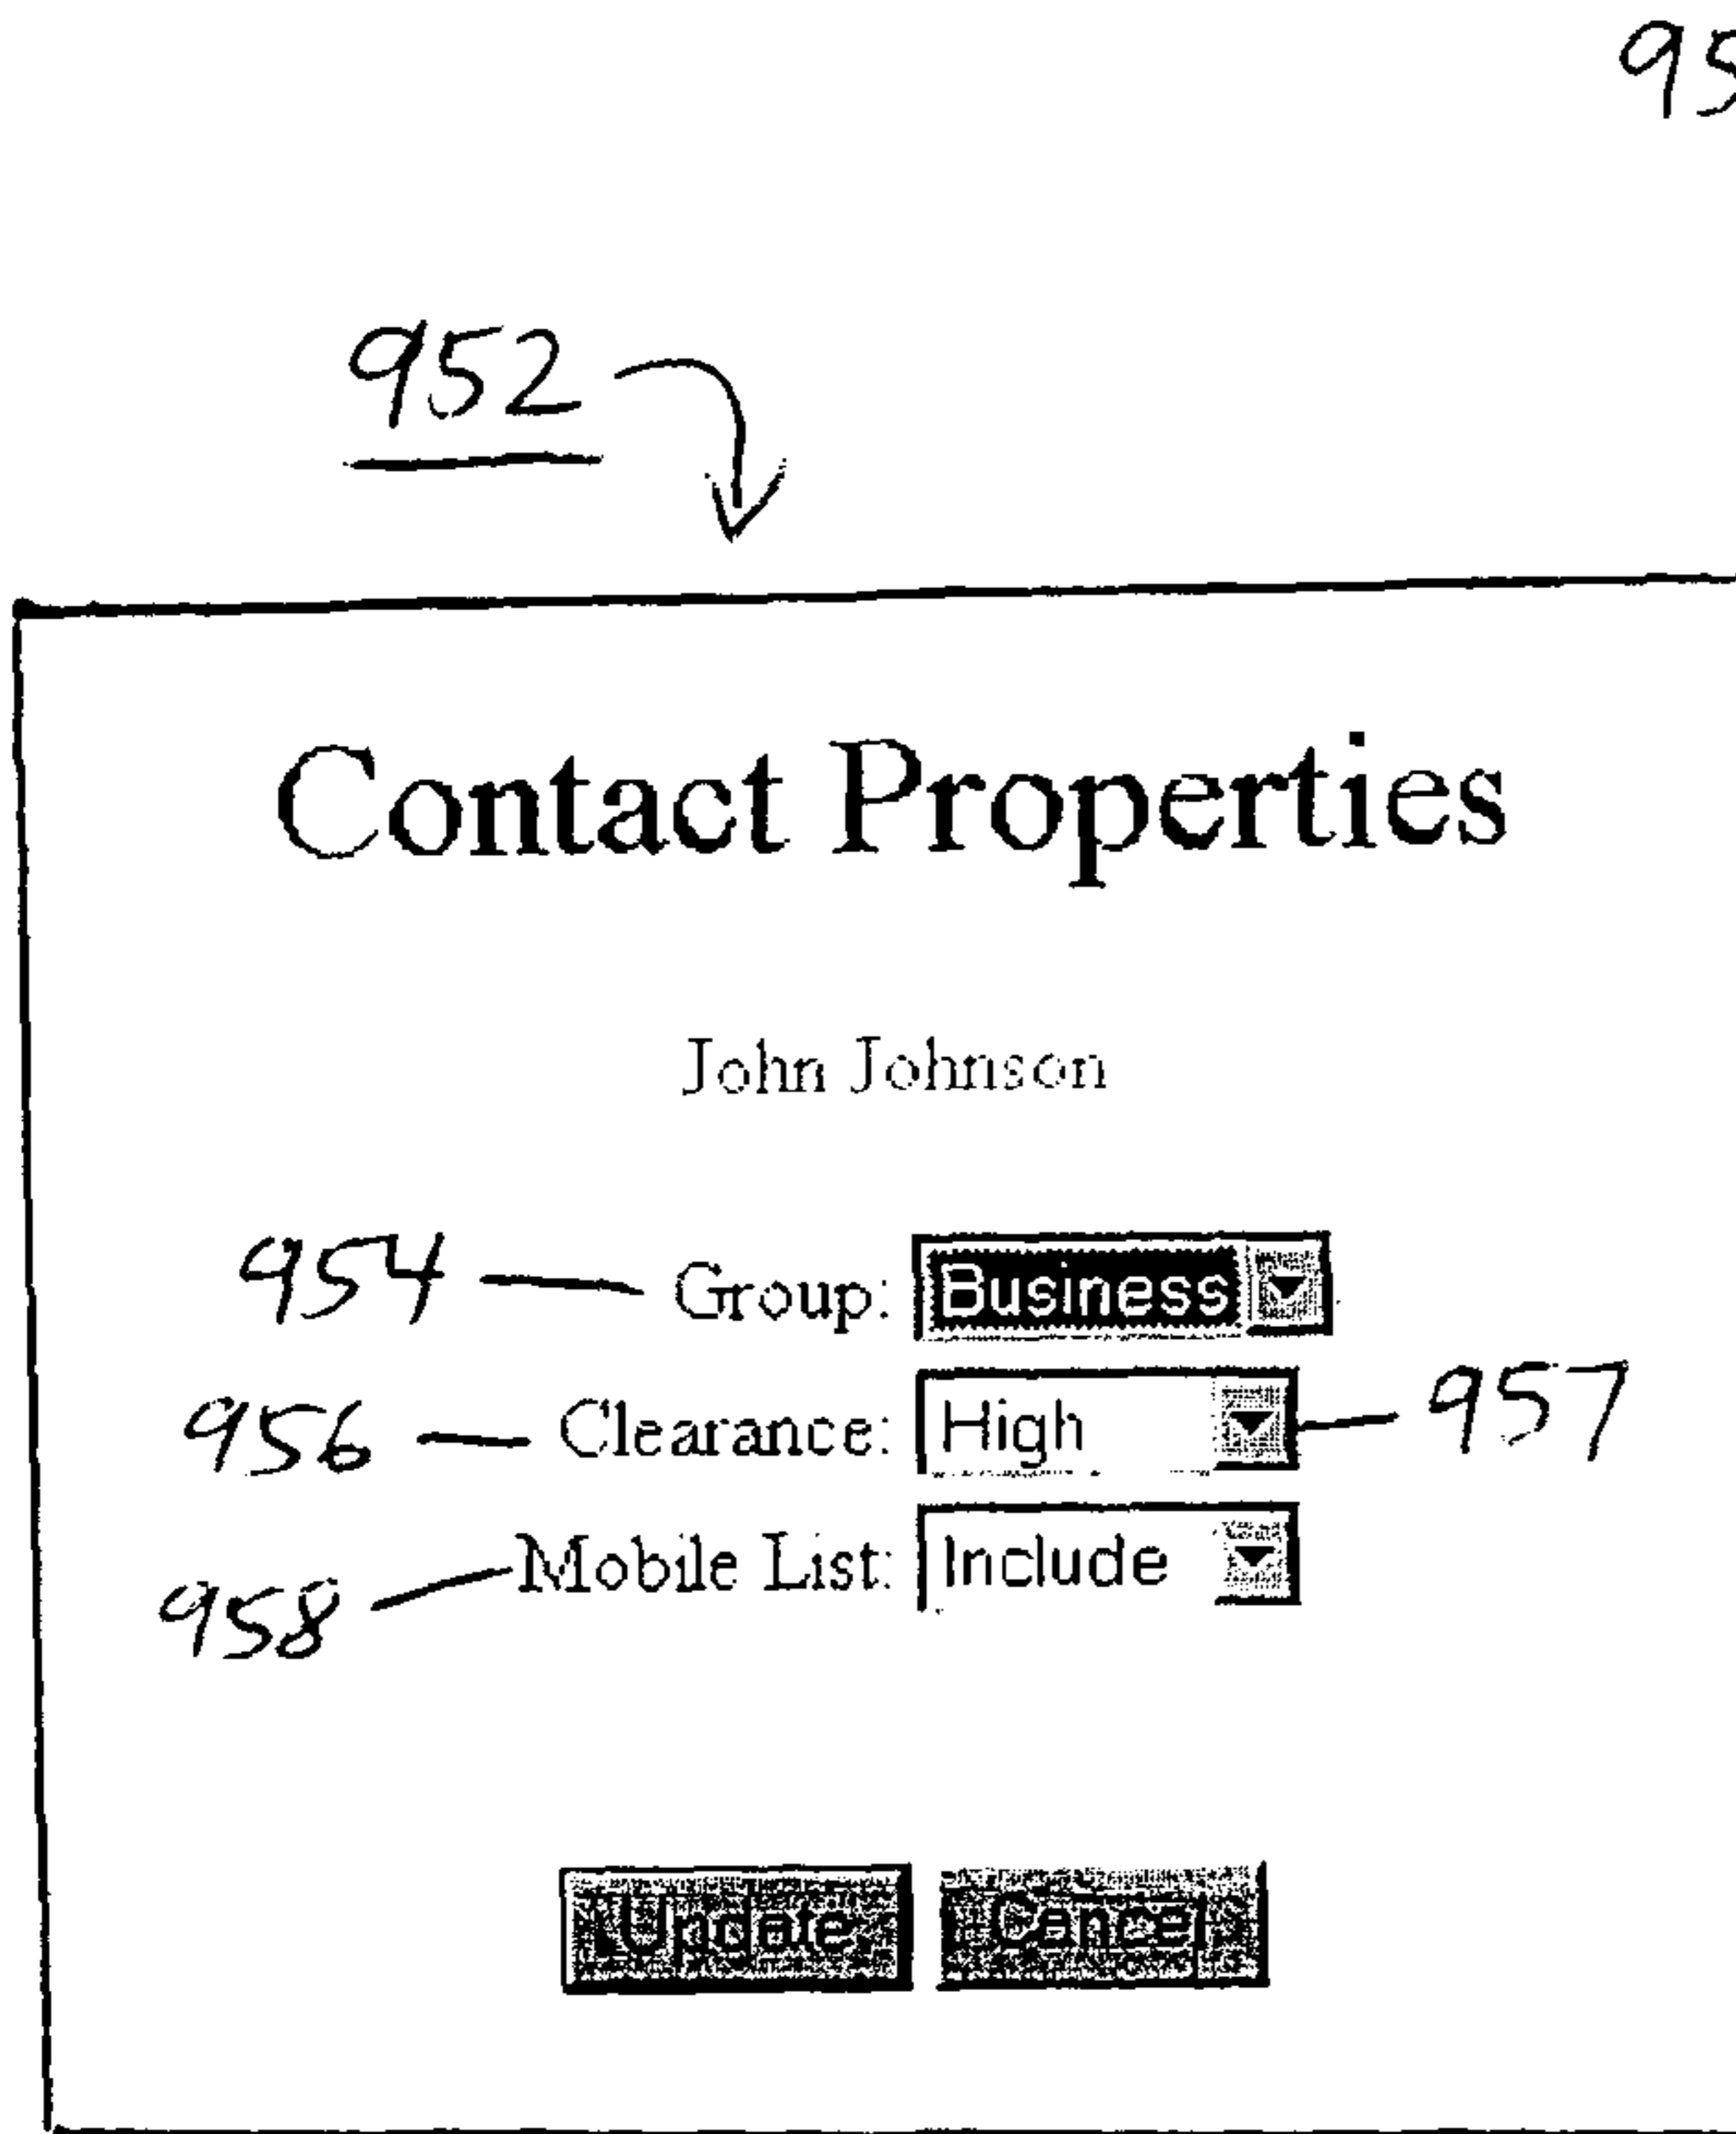 952
Contact Properties
John Johnson
954 Group: Business
956 Clearance: High 957
958 Mobile List: Include
Update Cancel